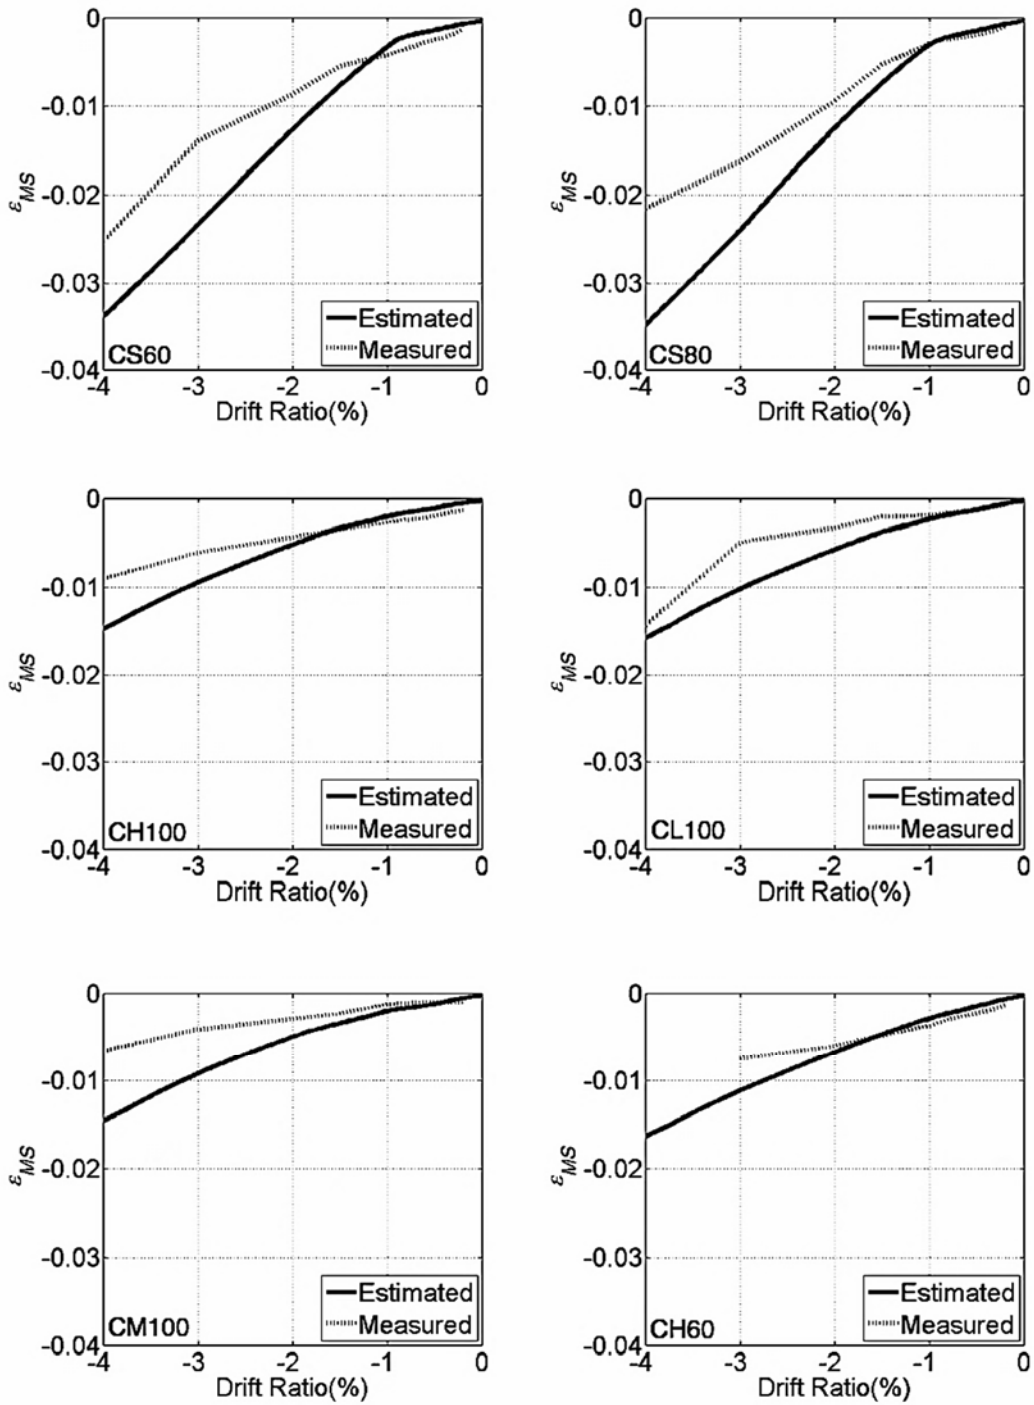 0
-0.01
-0.02
-0.03
-0.04
ε_MS
Estimated
Measured
CS60
-4 -3 -2 -1 0
Drift Ratio(%)
0
-0.01
-0.02
-0.03
-0.04
ε_MS
Estimated
Measured
CS80
-4 -3 -2 -1 0
Drift Ratio(%)
0
-0.01
-0.02
-0.03
-0.04
ε_MS
Estimated
Measured
CH100
-4 -3 -2 -1 0
Drift Ratio(%)
0
-0.01
-0.02
-0.03
-0.04
ε_MS
Estimated
Measured
CL100
-4 -3 -2 -1 0
Drift Ratio(%)
0
-0.01
-0.02
-0.03
-0.04
ε_MS
Estimated
Measured
CM100
-4 -3 -2 -1 0
Drift Ratio(%)
0
-0.01
-0.02
-0.03
-0.04
ε_MS
Estimated
Measured
CH60
-4 -3 -2 -1 0
Drift Ratio(%)